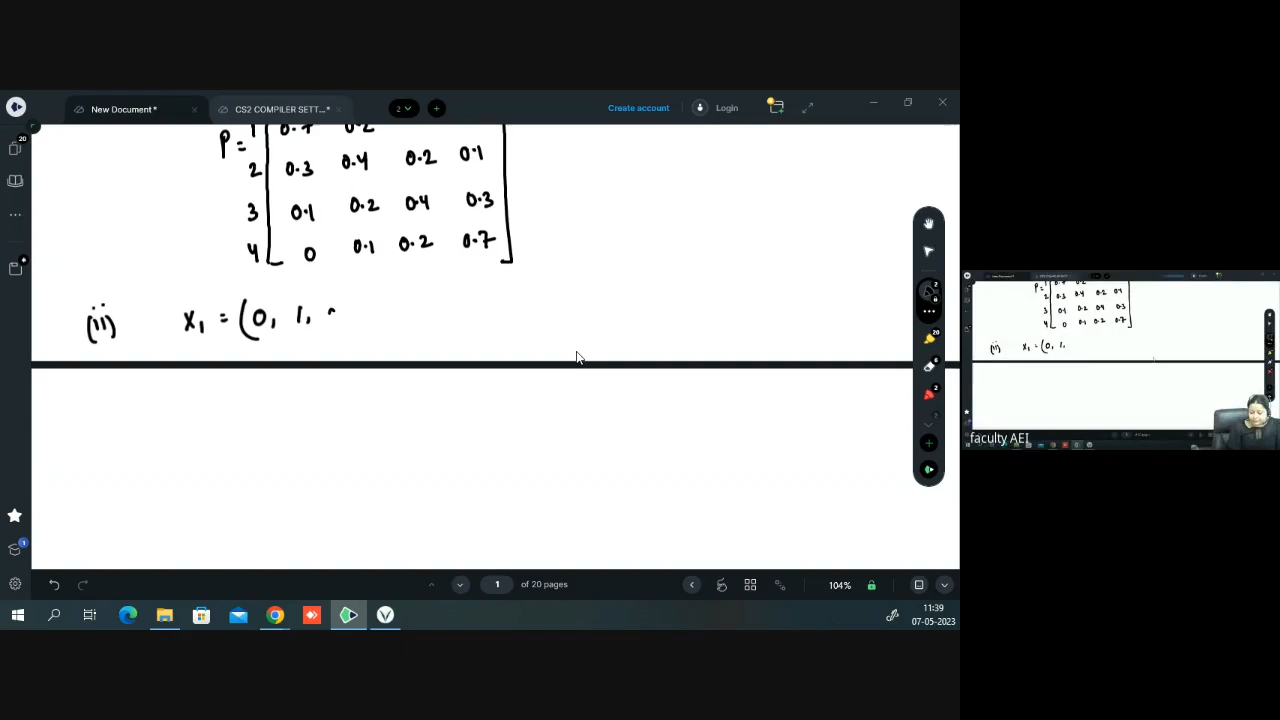 New Document*
CS2 COMPILER SETT...*
2
Create account
Login
P= 1 0.7 0.2
2 0.3 0.4 0.2 0.1
3 0.1 0.2 0.4 0.3
4 0 0.1 0.2 0.7
(ii) x₁ = (0, 1,
1 of 20 pages
104%
11:39
07-05-2023
faculty AEI